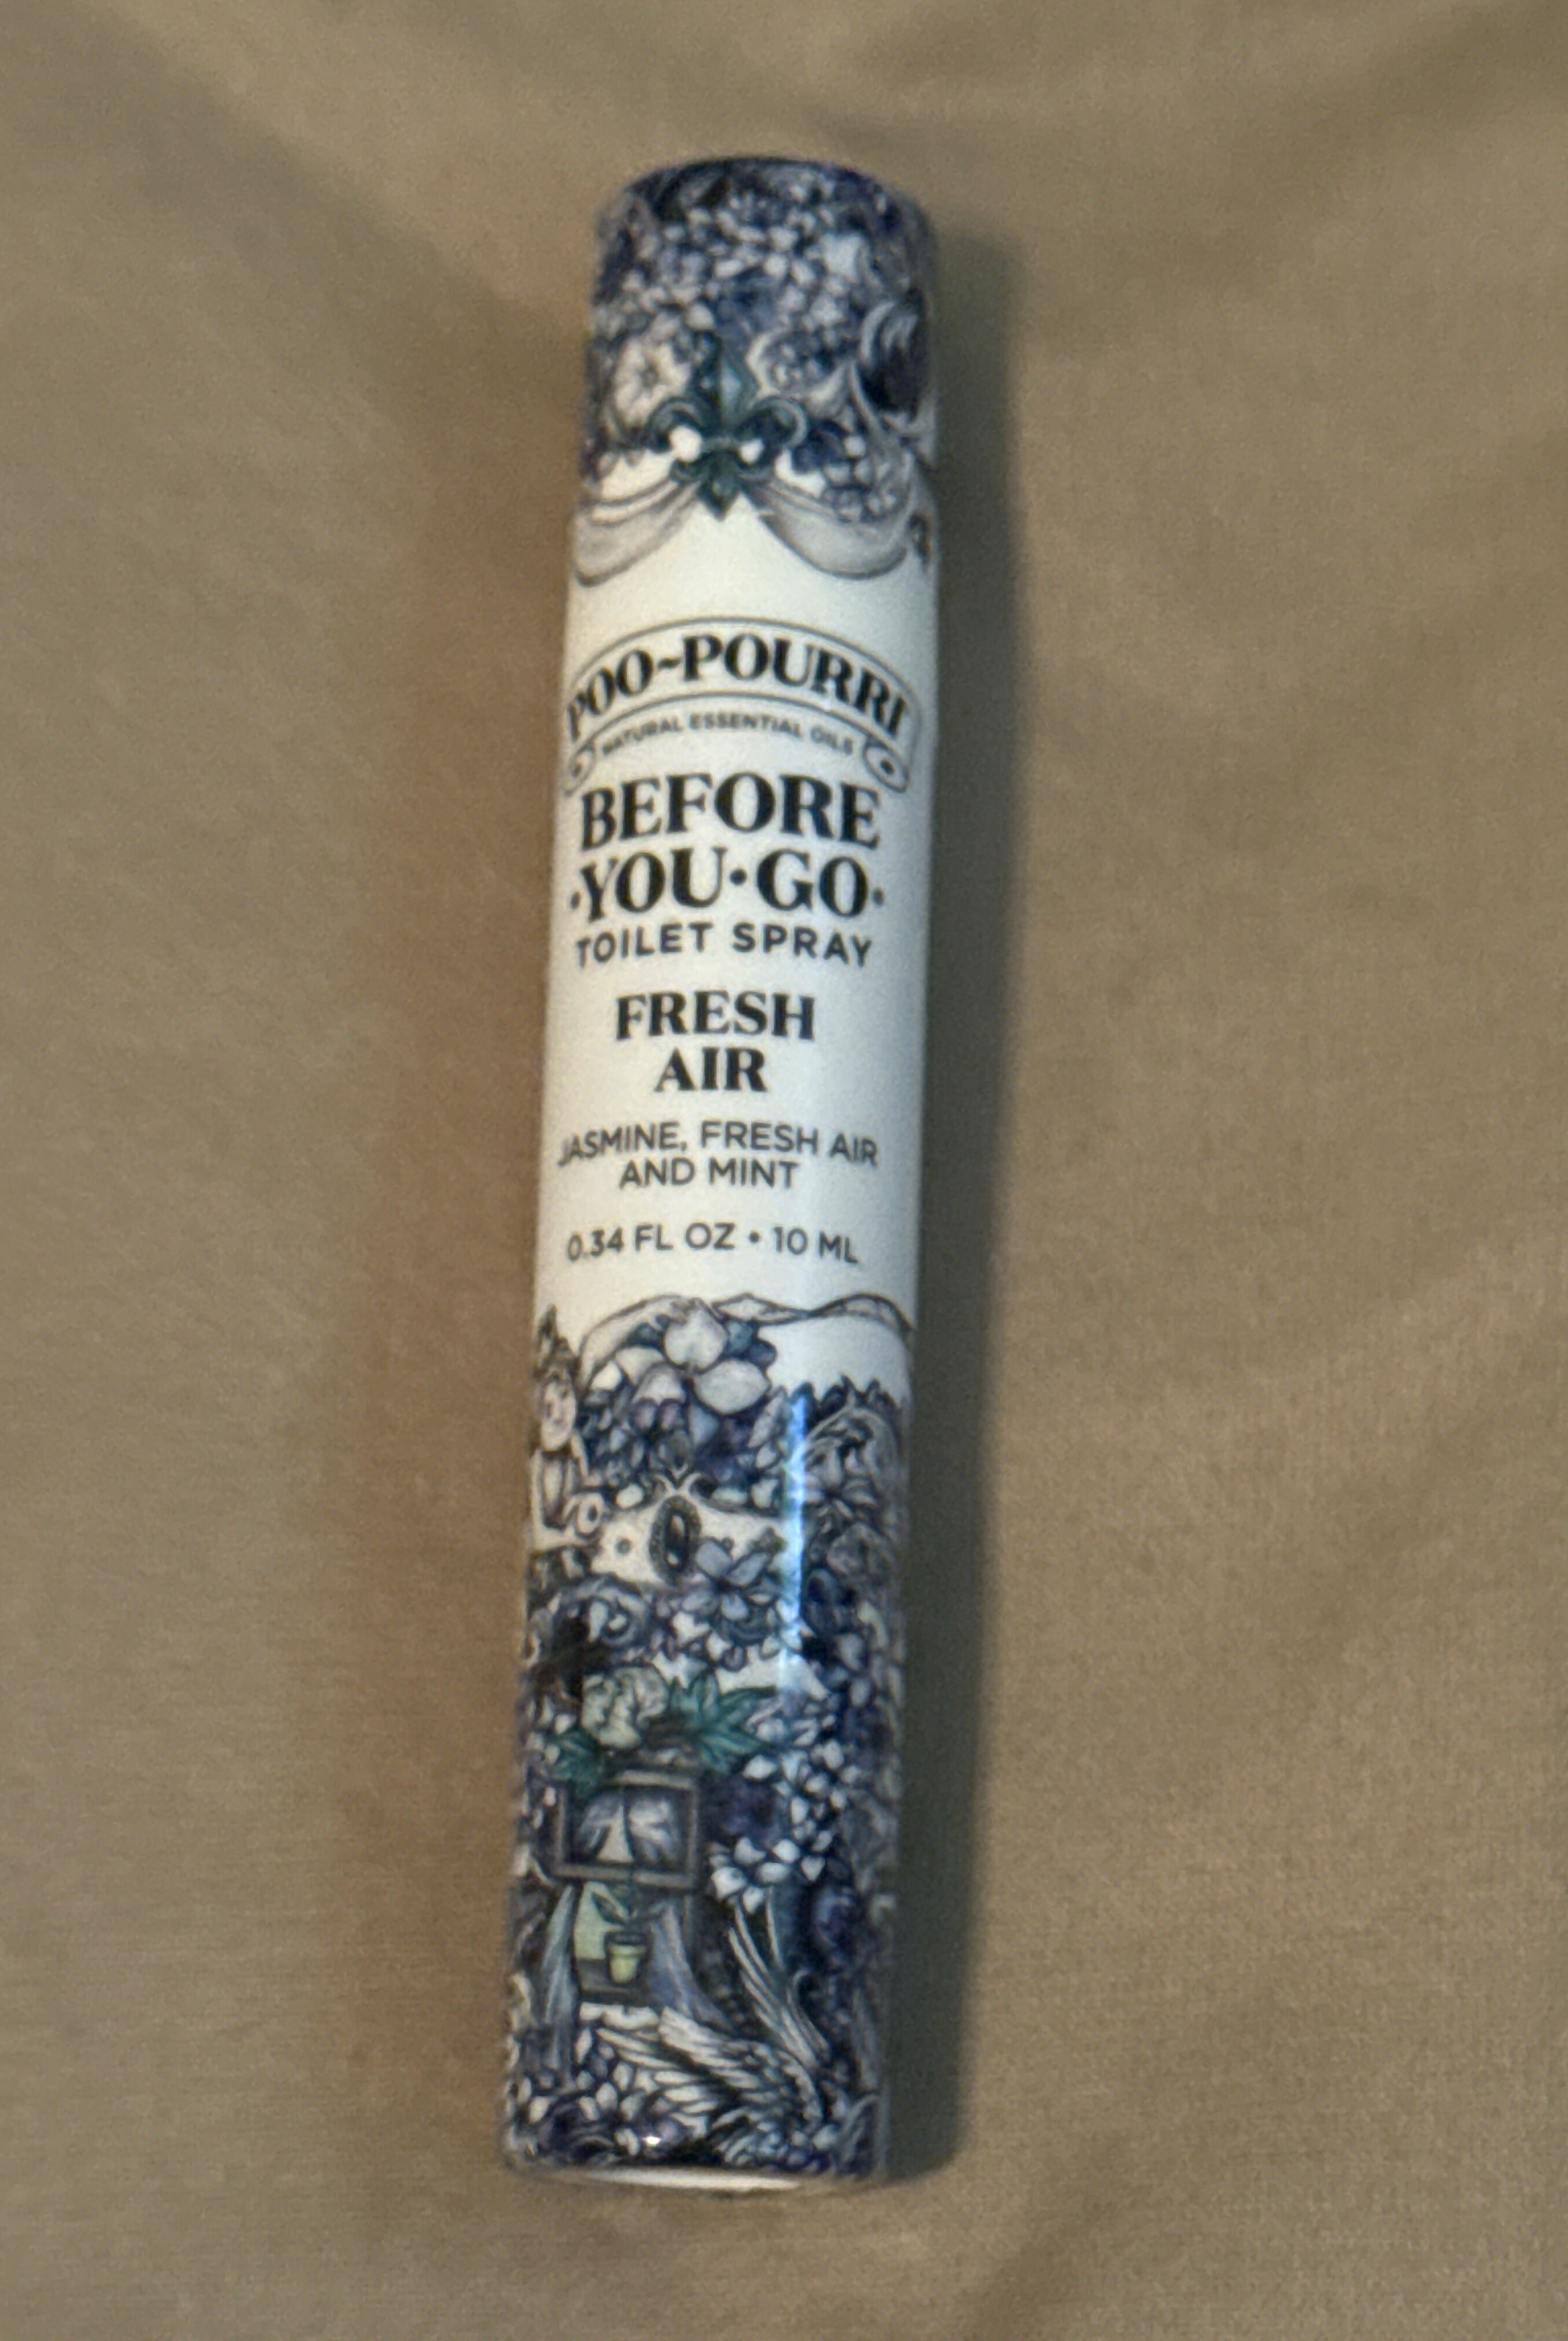 POO~POURRI
NATURAL ESSENTIAL OILS
BEFORE
·YOU·GO·
TOILET SPRAY
FRESH
AIR
JASMINE, FRESH AIR
AND MINT
0.34 FL OZ • 10 ML